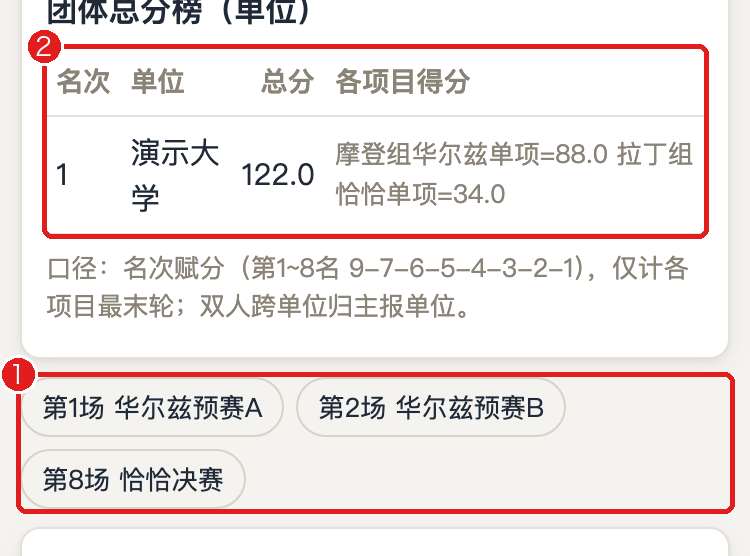 团体总分榜（单位）
2
名次 单位 总分 各项目得分
1 演示大学 122.0 摩登组华尔兹单项=88.0 拉丁组恰恰单项=34.0
口径：名次赋分（第1~8名 9-7-6-5-4-3-2-1)，仅计各
项目最末轮；双人跨单位归主报单位。
1
第1场 华尔兹预赛A 第2场 华尔兹预赛B
第8场 恰恰决赛